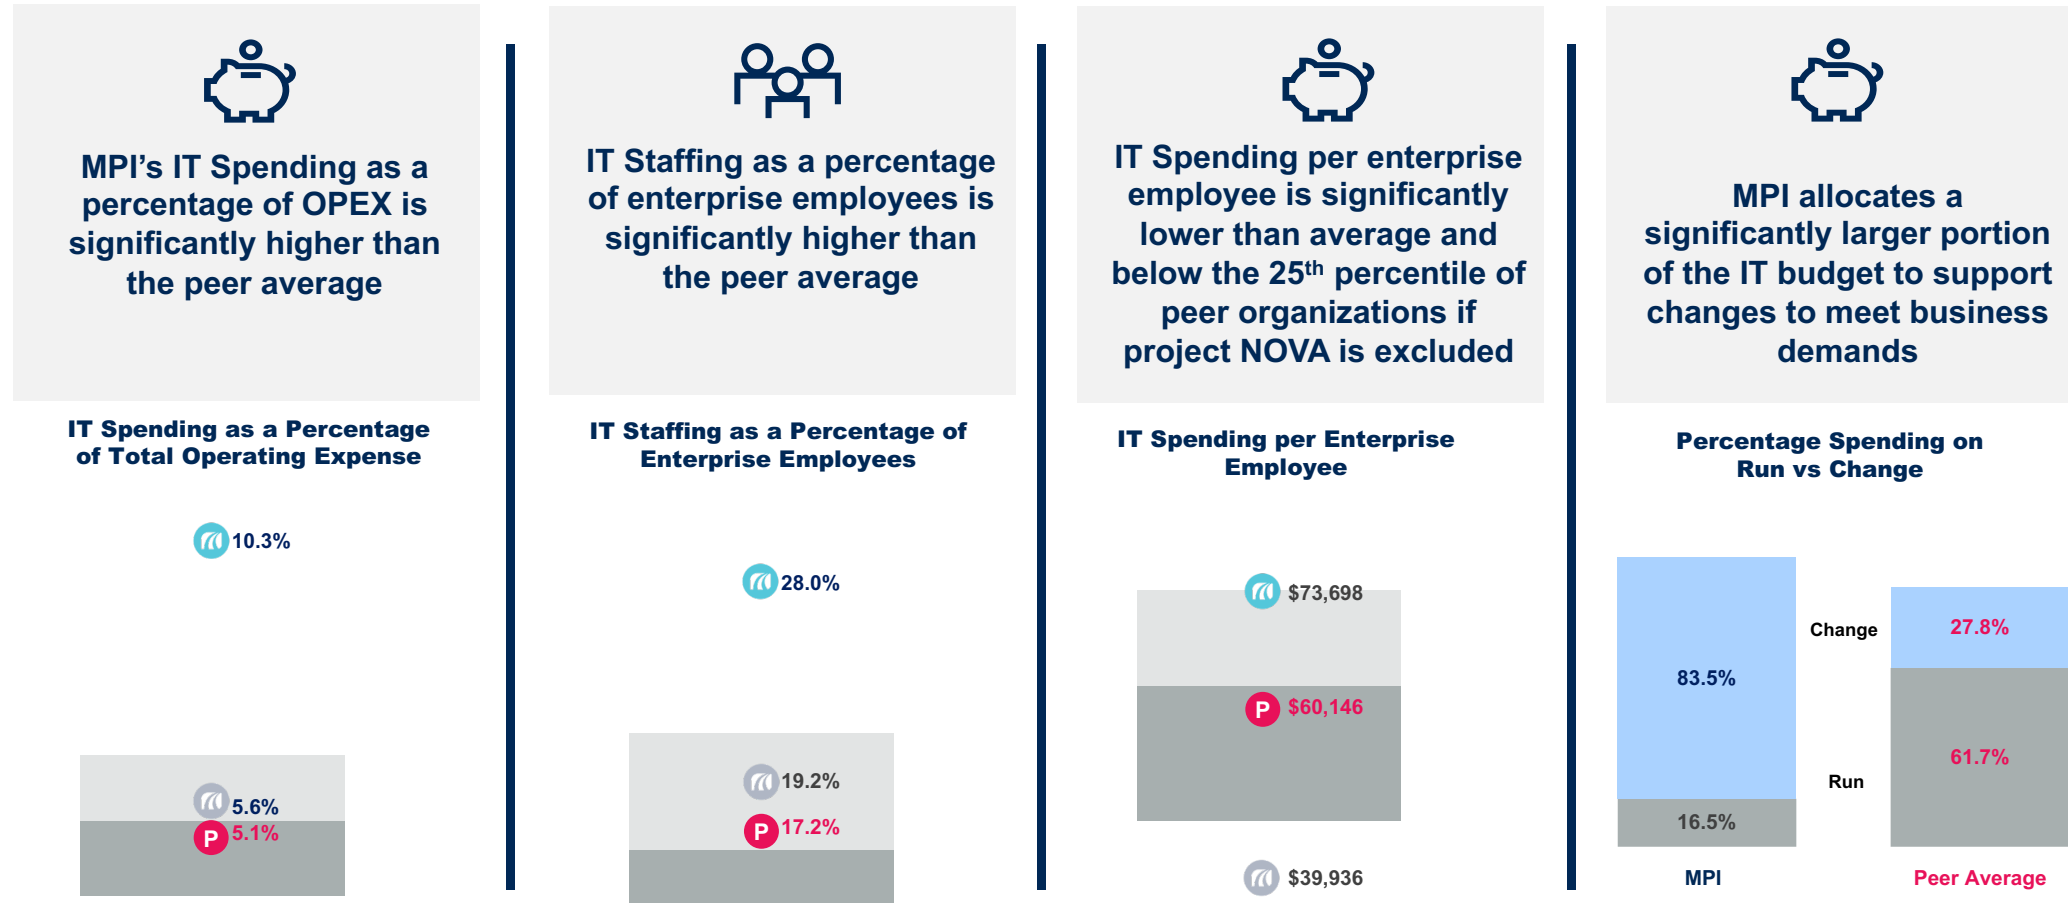 MPI’s IT Spending as a
percentage of OPEX is
significantly higher than
the peer average
IT Spending as a Percentage
of Total Operating Expense
10.3%
5.6%
P 5.1%
IT Staffing as a percentage
of enterprise employees is
significantly higher than
the peer average
IT Staffing as a Percentage of
Enterprise Employees
28.0%
19.2%
P 17.2%
IT Spending per enterprise
employee is significantly
lower than average and
below the 25th percentile of
peer organizations if
project NOVA is excluded
IT Spending per Enterprise
Employee
$73,698
P $60,146
$39,936
MPI allocates a
significantly larger portion
of the IT budget to support
changes to meet business
demands
Percentage Spending on
Run vs Change
Change
27.8%
83.5%
61.7%
Run
16.5%
MPI
Peer Average